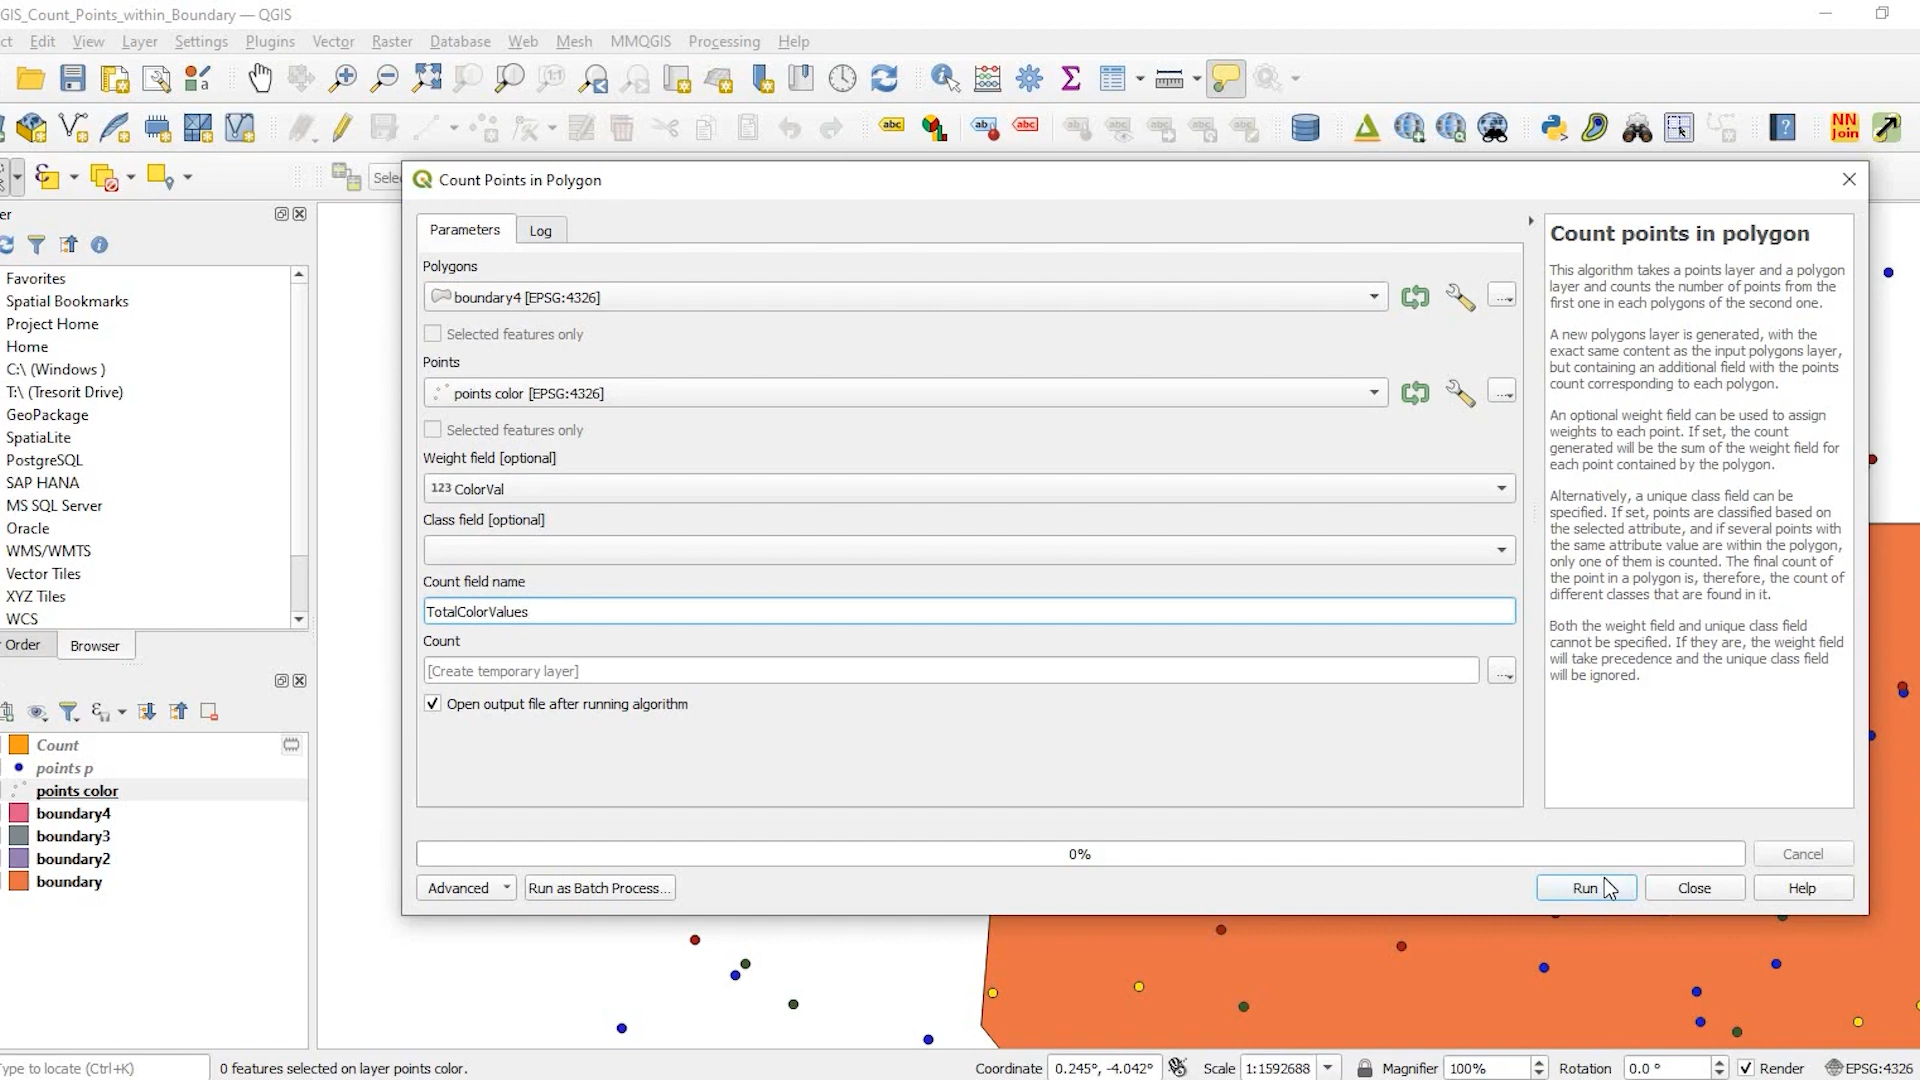 GIS_Count_Points_within_Boundary — QGIS
ct Edit View Layer Settings Plugins Vector Raster Database Web Mesh MMQGIS Processing Database Help
abc abc abc
NN Join
Sele
Count Points in Polygon
er
Favorites
Spatial Bookmarks
Project Home
Home
C:\ (Windows )
T:\ (Tresorit Drive)
GeoPackage
SpatiaLite
PostgreSQL
SAP HANA
MS SQL Server
Oracle
WMS/WMTS
Vector Tiles
XYZ Tiles
WCS
Order Browser
Count
points p
points color
boundary4
boundary3
boundary2
boundary
Parameters Log
Polygons
boundary4 [EPSG:4326]
Selected features only
Points
points color [EPSG:4326]
Selected features only
Weight field [optional]
123 ColorVal
Class field [optional]
Count field name
TotalColorValues
Count
[Create temporary layer]
Open output file after running algorithm
Count points in polygon
This algorithm takes a points layer and a polygon
layer and counts the number of points from the
first one in each polygons of the second one.
A new polygons layer is generated, with the
exact same content as the input polygons layer,
but containing an additional field with the points
count corresponding to each polygon.
An optional weight field can be used to assign
weights to each point. If set, the count
generated will be the sum of the weight field for
each point contained by the polygon.
Alternatively, a unique class field can be
specified. If set, points are classified based on
the selected attribute, and if several points with
the same attribute value are within the polygon,
only one of them is counted. The final count of
the point in a polygon is, therefore, the count of
different classes that are found in it.
Both the weight field and unique class field
cannot be specified. If they are, the weight field
will take precedence and the unique class field
will be ignored.
0% Cancel
Advanced Run as Batch Process... Run Close Help
Type to locate (Ctrl+K) 0 features selected on layer points color. Coordinate 0.245°, -4.042° Scale 1:1592688 Magnifier 100% Rotation 0.0 ° Render EPSG:4326